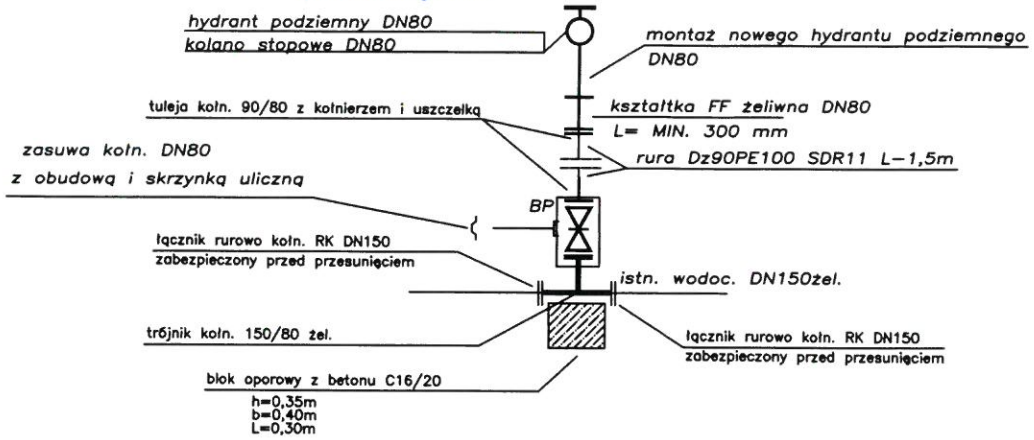 hydrant podziemny DN80
kolano stopowe DN80
montaż nowego hydrantu podziemnego
DN80
tuleja kołn. 90/80 z kołnierzem i uszczelką
kształtka FF żeliwna DN80
L= MIN. 300 mm
zasuwa kołn. DN80
z obudową i skrzynką uliczną
rura Dz90PE100 SDR11 L-1,5m
BP
łącznik rurowo kołn. RK DN150
zabezpieczony przed przesunięciem
istn. wodoc. DN150żel.
trójnik kołn. 150/80 żel.
łącznik rurowo kołn. RK DN150
zabezpieczony przed przesunięciem
blok oporowy z betonu C16/20
h=0,35m
b=0,40m
L=0,30m